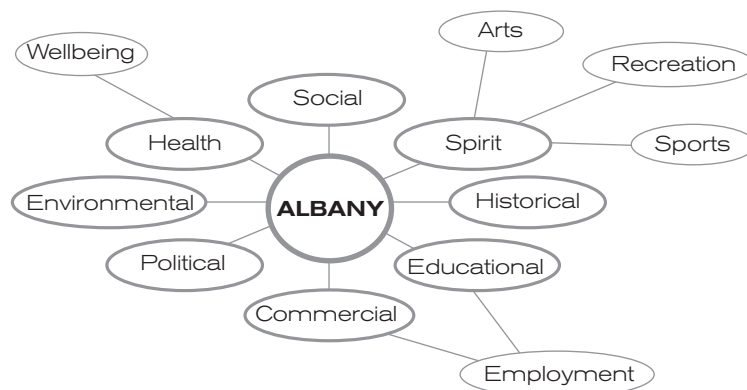 Arts
Wellbeing
Recreation
Social
Health
Spirit
Sports
Environmental
ALBANY
Historical
Political
Educational
Commercial
Employment